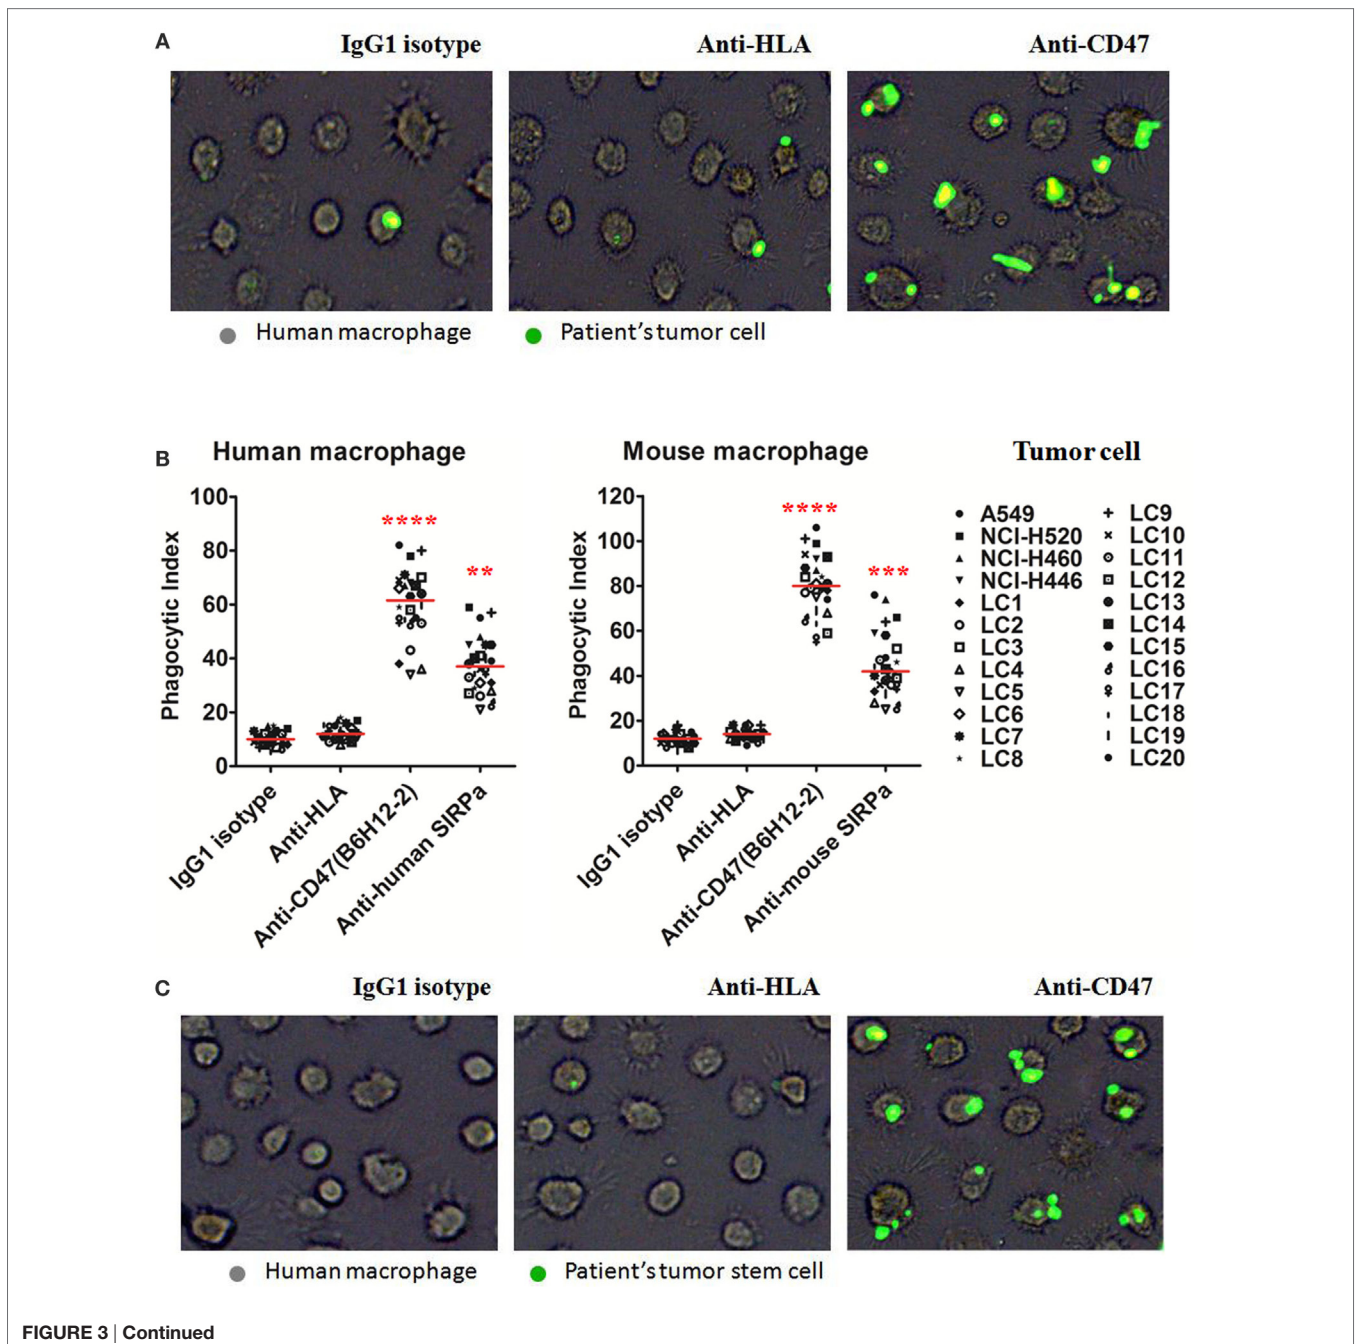 A
IgG1 isotype
Anti-HLA
Anti-CD47
Human macrophage
Patient's tumor cell
B
Human macrophage
Mouse macrophage
Tumor cell
Phagocytic Index
100
80
60
40
20
0
****
**
IgG1 isotype
Anti-HLA
Anti-CD47(B6H12-2)
Anti-human SIRPa
Phagocytic Index
120
100
80
60
40
20
0
****
***
IgG1 isotype
Anti-HLA
Anti-CD47(B6H12-2)
Anti-mouse SIRPa
A549
NCI-H520
NCI-H460
NCI-H446
LC1
LC2
LC3
LC4
LC5
LC6
LC7
LC8
LC9
LC10
LC11
LC12
LC13
LC14
LC15
LC16
LC17
LC18
LC19
LC20
C
IgG1 isotype
Anti-HLA
Anti-CD47
Human macrophage
Patient's tumor stem cell
FIGURE 3 | Continued